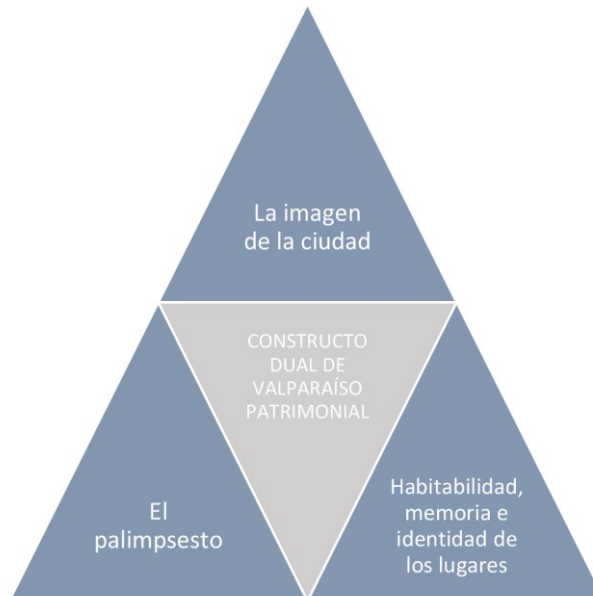 La imagen
de la ciudad
CONSTRUCTO
DUAL DE
VALPARAÍSO
PATRIMONIAL
El
palimpsesto
Habitabilidad,
memoria e
identidad de
los lugares